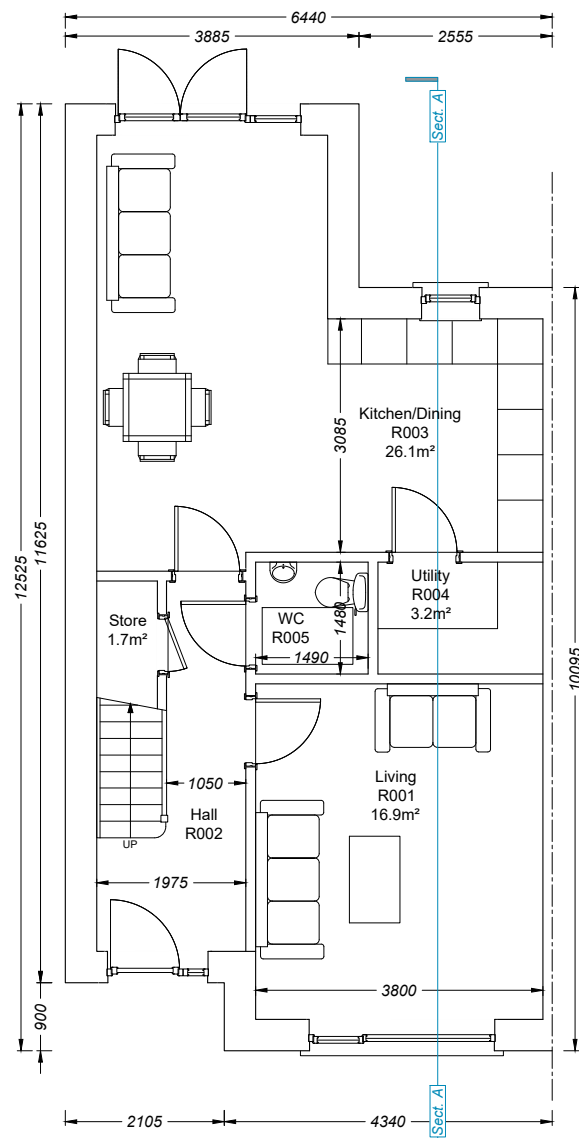 6440
3885
2555
Sect. A
Kitchen/Dining
R003
26.1m²
3085
12525
11625
Utility
R004
3.2m²
Store
1.7m²
WC
R005
1480
1490
10095
1050
Living
R001
16.9m²
Hall
R002
UP
1975
3800
900
2105
4340
Sect. A